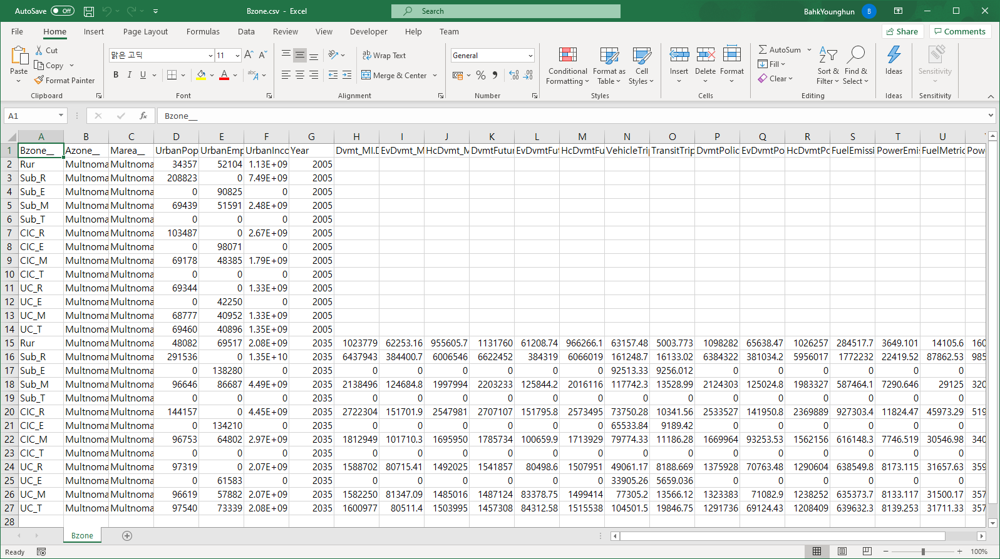 AutoSave Off Bzone.csv - Excel Search BahkYounghun B
File Home Insert Page Layout Formulas Data Review View Developer Help Team Share Comments
Paste Cut Copy Format Painter Clipboard
맑은 고딕 11 A A B I U A abc Font
ab Wrap Text Merge & Center Alignment
General % 9 .00 .00 Number
Conditional Formatting Format as Table Cell Styles Styles
Insert Delete Format Cells
AutoSum Fill Clear Sort & Filter Find & Select Editing
Ideas Ideas
Sensitivity Sensitivity
A1 fx Bzone__
A B C D E F G H I J K L M N O P Q R S T U
1 Bzone__ Azone__ Marea__ UrbanPop UrbanEmp UrbanInco Year Dvmt_MI.D EvDvmt_M HcDvmt_M DvmtFutur EvDvmtFut HcDvmtFu VehicleTrip TransitTrip DvmtPolic EvDvmtPo HcDvmtPo FuelEmissi PowerEmis FuelMetric Powe
2 Rur Multnoma Multnoma 34357 52104 1.13E+09 2005
3 Sub_R Multnoma Multnoma 208823 0 7.49E+09 2005
4 Sub_E Multnoma Multnoma 0 90825 0 2005
5 Sub_M Multnoma Multnoma 69439 51591 2.48E+09 2005
6 Sub_T Multnoma Multnoma 0 0 0 2005
7 CIC_R Multnoma Multnoma 103487 0 2.67E+09 2005
8 CIC_E Multnoma Multnoma 0 98071 0 2005
9 CIC_M Multnoma Multnoma 69178 48385 1.79E+09 2005
10 CIC_T Multnoma Multnoma 0 0 0 2005
11 UC_R Multnoma Multnoma 69344 0 1.33E+09 2005
12 UC_E Multnoma Multnoma 0 42250 0 2005
13 UC_M Multnoma Multnoma 68777 40952 1.33E+09 2005
14 UC_T Multnoma Multnoma 69460 40896 1.35E+09 2005
15 Rur Multnoma Multnoma 48082 69517 2.08E+09 2035 1023779 62253.16 955605.7 1131760 61208.74 966266.1 63157.48 5003.773 1098282 65638.47 1026257 284517.7 3649.101 14105.6 160
16 Sub_R Multnoma Multnoma 291536 0 1.35E+10 2035 6437943 384400.7 6006546 6622452 384319 6066019 161248.7 16133.02 6384322 381034.2 5956017 1772232 22419.52 87862.53 985
17 Sub_E Multnoma Multnoma 0 138280 0 2035 0 0 0 0 0 0 92513.33 9256.012 0 0 0 0 0 0
18 Sub_M Multnoma Multnoma 96646 86687 4.49E+09 2035 2138496 124684.8 1997994 2203233 125844.2 2016116 117742.3 13528.99 2124303 125024.8 1983327 587464.1 7290.646 29125 320
19 Sub_T Multnoma Multnoma 0 0 0 2035 0 0 0 0 0 0 0 0 0 0 0 0 0 0
20 CIC_R Multnoma Multnoma 144157 0 4.45E+09 2035 2722304 151701.9 2547981 2707107 151795.8 2573495 73750.28 10341.56 2533527 141950.8 2369889 927303.4 11824.47 45973.29 519
21 CIC_E Multnoma Multnoma 0 134210 0 2035 0 0 0 0 0 0 65533.84 9189.42 0 0 0 0 0 0
22 CIC_M Multnoma Multnoma 96753 64802 2.97E+09 2035 1812949 101710.3 1695950 1785734 100659.9 1713929 79774.33 11186.28 1669964 93253.53 1562156 616148.3 7746.519 30546.98 340
23 CIC_T Multnoma Multnoma 0 0 0 2035 0 0 0 0 0 0 0 0 0 0 0 0 0 0
24 UC_R Multnoma Multnoma 97319 0 2.07E+09 2035 1588702 80715.41 1492025 1541857 80498.6 1507951 49061.17 8188.669 1375928 70763.48 1290604 638549.8 8173.115 31657.63 359
25 UC_E Multnoma Multnoma 0 61583 0 2035 0 0 0 0 0 0 33905.26 5659.036 0 0 0 0 0 0
26 UC_M Multnoma Multnoma 96619 57882 2.07E+09 2035 1582250 81347.09 1485016 1487124 83378.75 1499414 77305.2 13566.12 1323383 71082.9 1238252 635373.7 8133.117 31500.17 357
27 UC_T Multnoma Multnoma 97540 73339 2.08E+09 2035 1600977 80511.4 1503995 1457308 84312.58 1515538 104501.5 19846.75 1291736 69124.43 1208409 639632.3 8139.253 31711.33 357
28
Bzone
Ready 100%